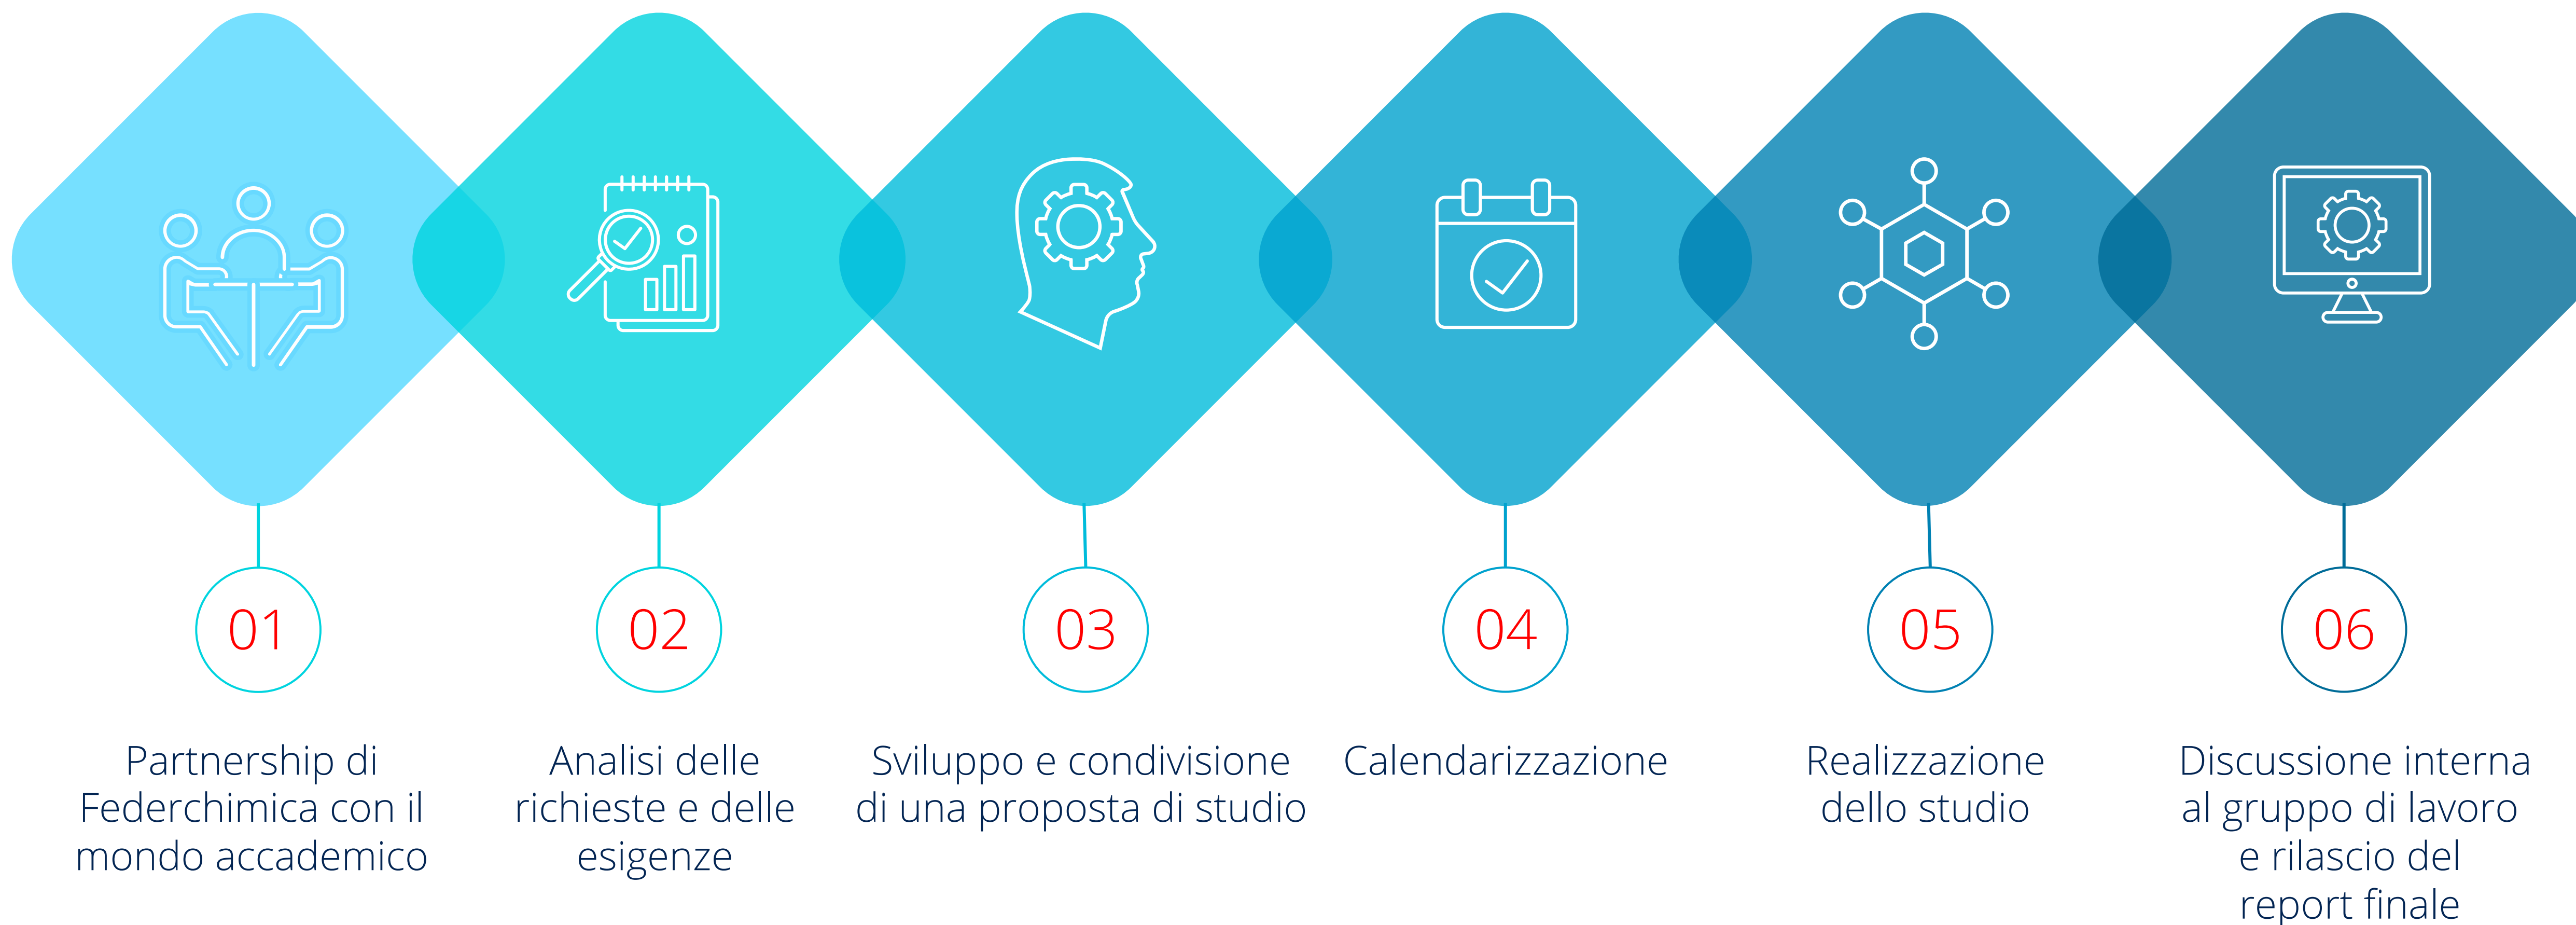 01
Partnership di
Federchimica con il
mondo accademico
02
Analisi delle
richieste e delle
esigenze
03
Sviluppo e condivisione
di una proposta di studio
04
Calendarizzazione
05
Realizzazione
dello studio
06
Discussione interna
al gruppo di lavoro
e rilascio del
report finale